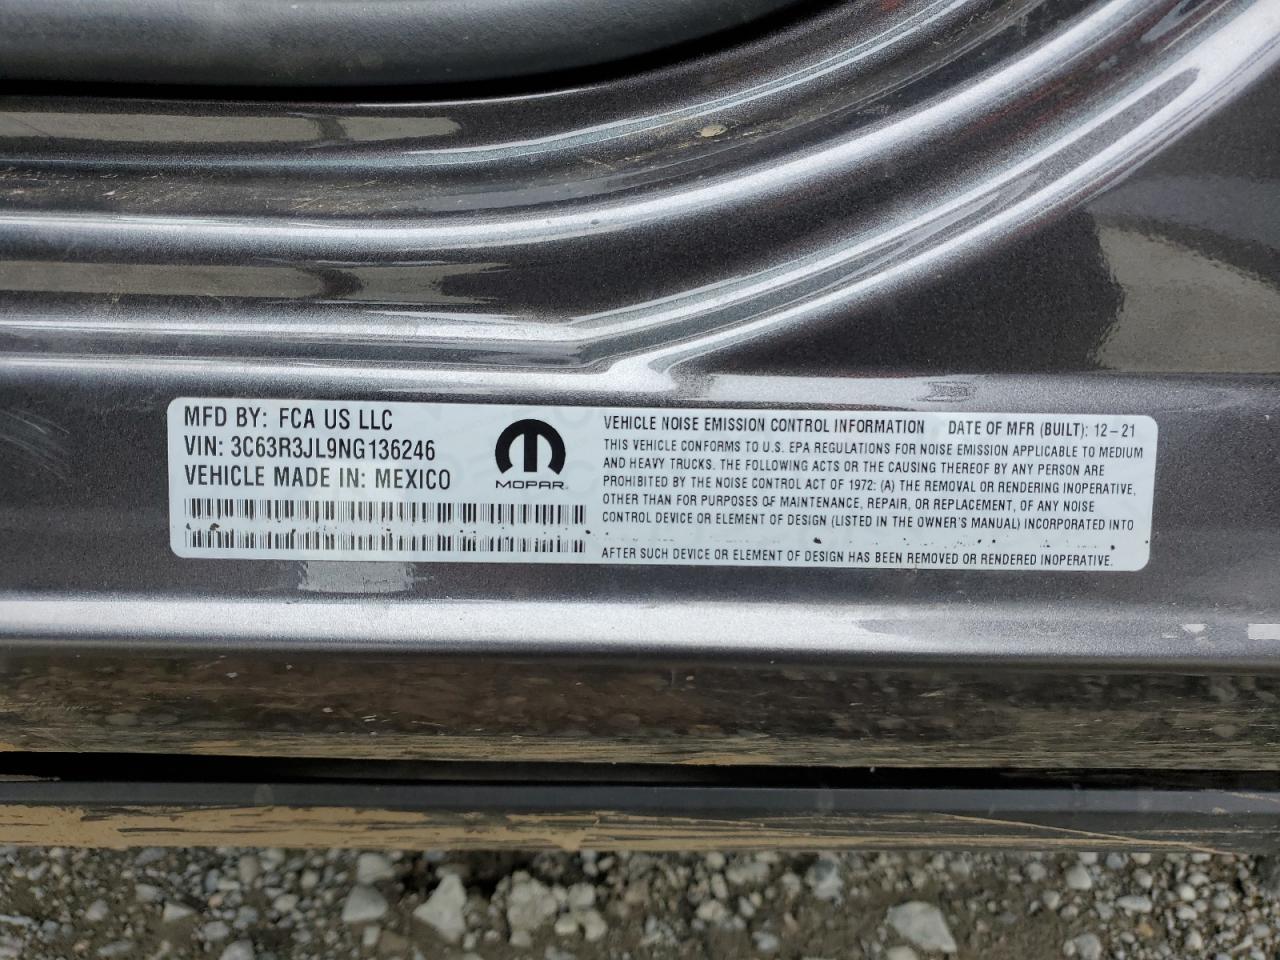 MFD BY: FCA US LLC
VIN: 3C63R3JL9NG136246
VEHICLE MADE IN: MEXICO
MOPAR
VEHICLE NOISE EMISSION CONTROL INFORMATION DATE OF MFR (BUILT): 12-21
THIS VEHICLE CONFORMS TO U.S. EPA REGULATIONS FOR NOISE EMISSION APPLICABLE TO MEDIUM
AND HEAVY TRUCKS. THE FOLLOWING ACTS OR THE CAUSING THEREOF BY ANY PERSON ARE
PROHIBITED BY THE NOISE CONTROL ACT OF 1972: (A) THE REMOVAL OR RENDERING INOPERATIVE,
OTHER THAN FOR PURPOSES OF MAINTENANCE, REPAIR, OR REPLACEMENT, OF ANY NOISE
CONTROL DEVICE OR ELEMENT OF DESIGN (LISTED IN THE OWNER'S MANUAL) INCORPORATED INTO
AFTER SUCH DEVICE OR ELEMENT OF DESIGN HAS BEEN REMOVED OR RENDERED INOPERATIVE.